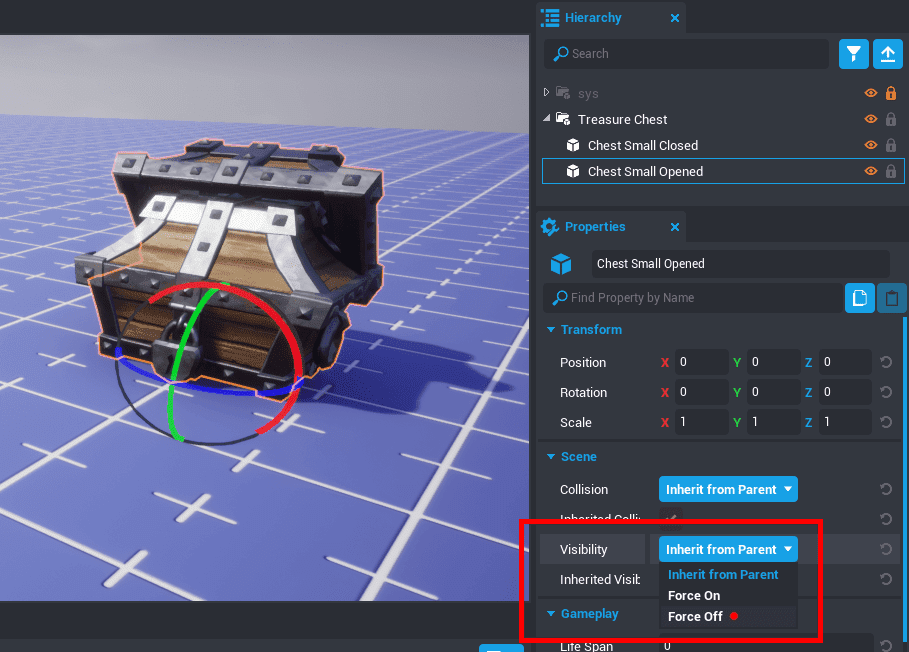 Hierarchy
Search
sys
Treasure Chest
Chest Small Closed
Chest Small Opened
Properties
Chest Small Opened
Find Property by Name
Transform
Position X 0 Y 0 Z 0
Rotation X 0 Y 0 Z 0
Scale X 1 Y 1 Z 1
Scene
Collision Inherit from Parent
Inherited Colli
Visibility Inherit from Parent
Inherit from Parent
Inherited Visib
Force On
Gameplay
Force Off
Life Span 0